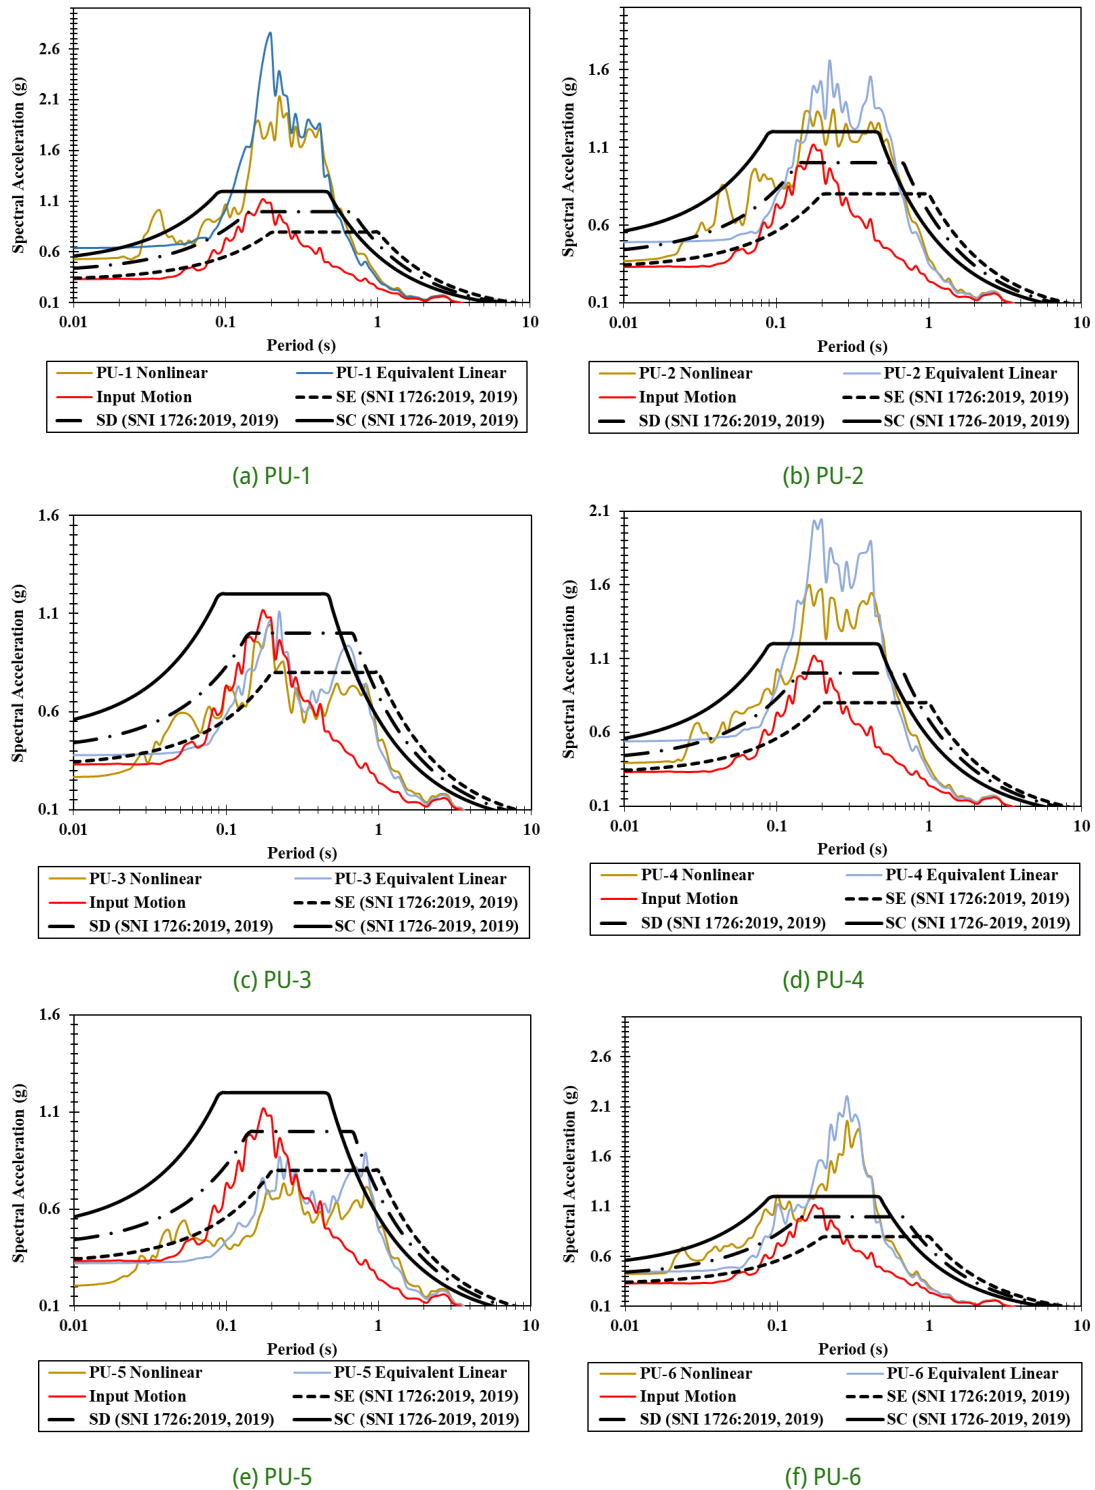 Spectral Acceleration (g)
2.6
2.1
1.6
1.1
0.6
0.1
0.01 0.1 1 10
Period (s)
PU-1 Nonlinear PU-1 Equivalent Linear
Input Motion SE (SNI 1726:2019, 2019)
SD (SNI 1726:2019, 2019) SC (SNI 1726-2019, 2019)
(a) PU-1
Spectral Acceleration (g)
1.6
1.1
0.6
0.1
0.01 0.1 1 10
Period (s)
PU-2 Nonlinear PU-2 Equivalent Linear
Input Motion SE (SNI 1726:2019, 2019)
SD (SNI 1726:2019, 2019) SC (SNI 1726-2019, 2019)
(b) PU-2
Spectral Acceleration (g)
1.6
1.1
0.6
0.1
0.01 0.1 1 10
Period (s)
PU-3 Nonlinear PU-3 Equivalent Linear
Input Motion SE (SNI 1726:2019, 2019)
SD (SNI 1726:2019, 2019) SC (SNI 1726-2019, 2019)
(c) PU-3
Spectral Acceleration (g)
2.1
1.6
1.1
0.6
0.1
0.01 0.1 1 10
Period (s)
PU-4 Nonlinear PU-4 Equivalent Linear
Input Motion SE (SNI 1726:2019, 2019)
SD (SNI 1726:2019, 2019) SC (SNI 1726-2019, 2019)
(d) PU-4
Spectral Acceleration (g)
1.6
1.1
0.6
0.1
0.01 0.1 1 10
Period (s)
PU-5 Nonlinear PU-5 Equivalent Linear
Input Motion SE (SNI 1726:2019, 2019)
SD (SNI 1726:2019, 2019) SC (SNI 1726-2019, 2019)
(e) PU-5
Spectral Acceleration (g)
2.6
2.1
1.6
1.1
0.6
0.1
0.01 0.1 1 10
Period (s)
PU-6 Nonlinear PU-6 Equivalent Linear
Input Motion SE (SNI 1726:2019, 2019)
SD (SNI 1726:2019, 2019) SC (SNI 1726-2019, 2019)
(f) PU-6